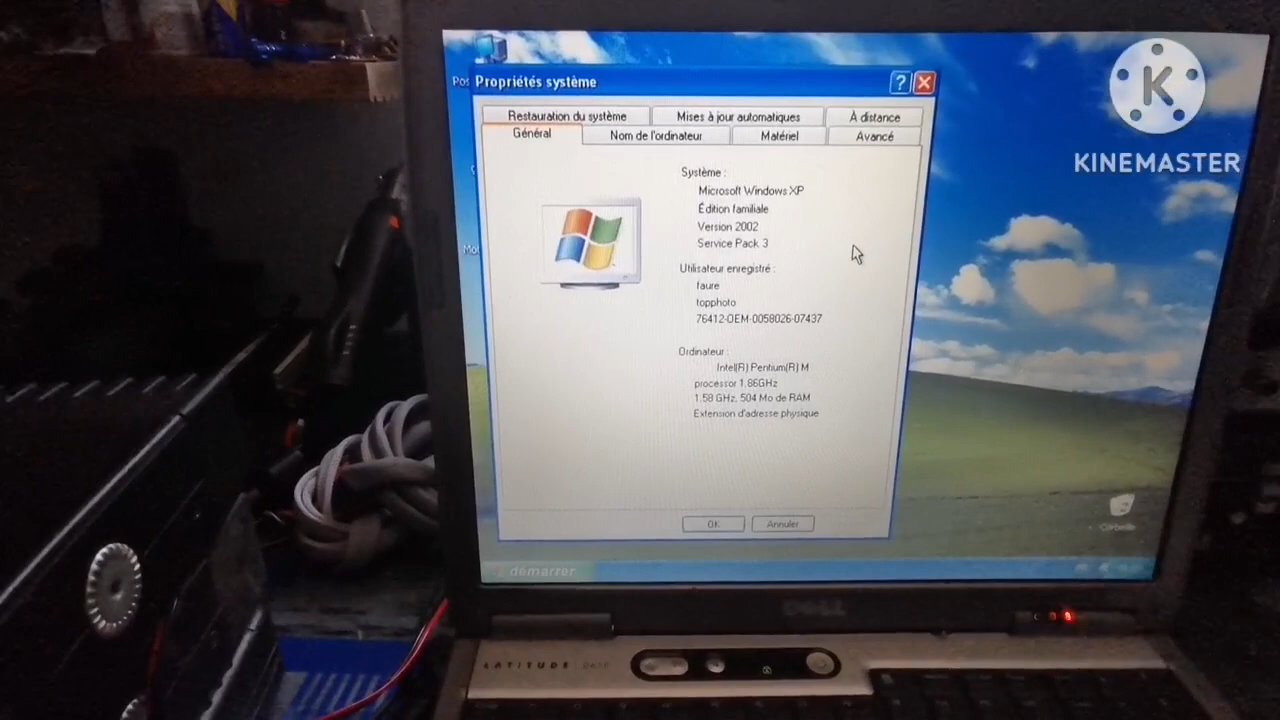 Propriétés système
Restauration du système
Mises à jour automatiques
À distance
Général
Nom de l'ordinateur
Matériel
Avancé
Système :
Microsoft Windows XP
Édition familiale
Version 2002
Service Pack 3
Utilisateur enregistré :
faure
topphoto
76412-OEM-0058026-07437
Ordinateur :
Intel(R) Pentium(R) M
processor 1.86GHz
1.58 GHz, 504 Mo de RAM
Extension d'adresse physique
OK
Annuler
Corbeille
démarrer
DELL
LATITUDE
K
KINEMASTER